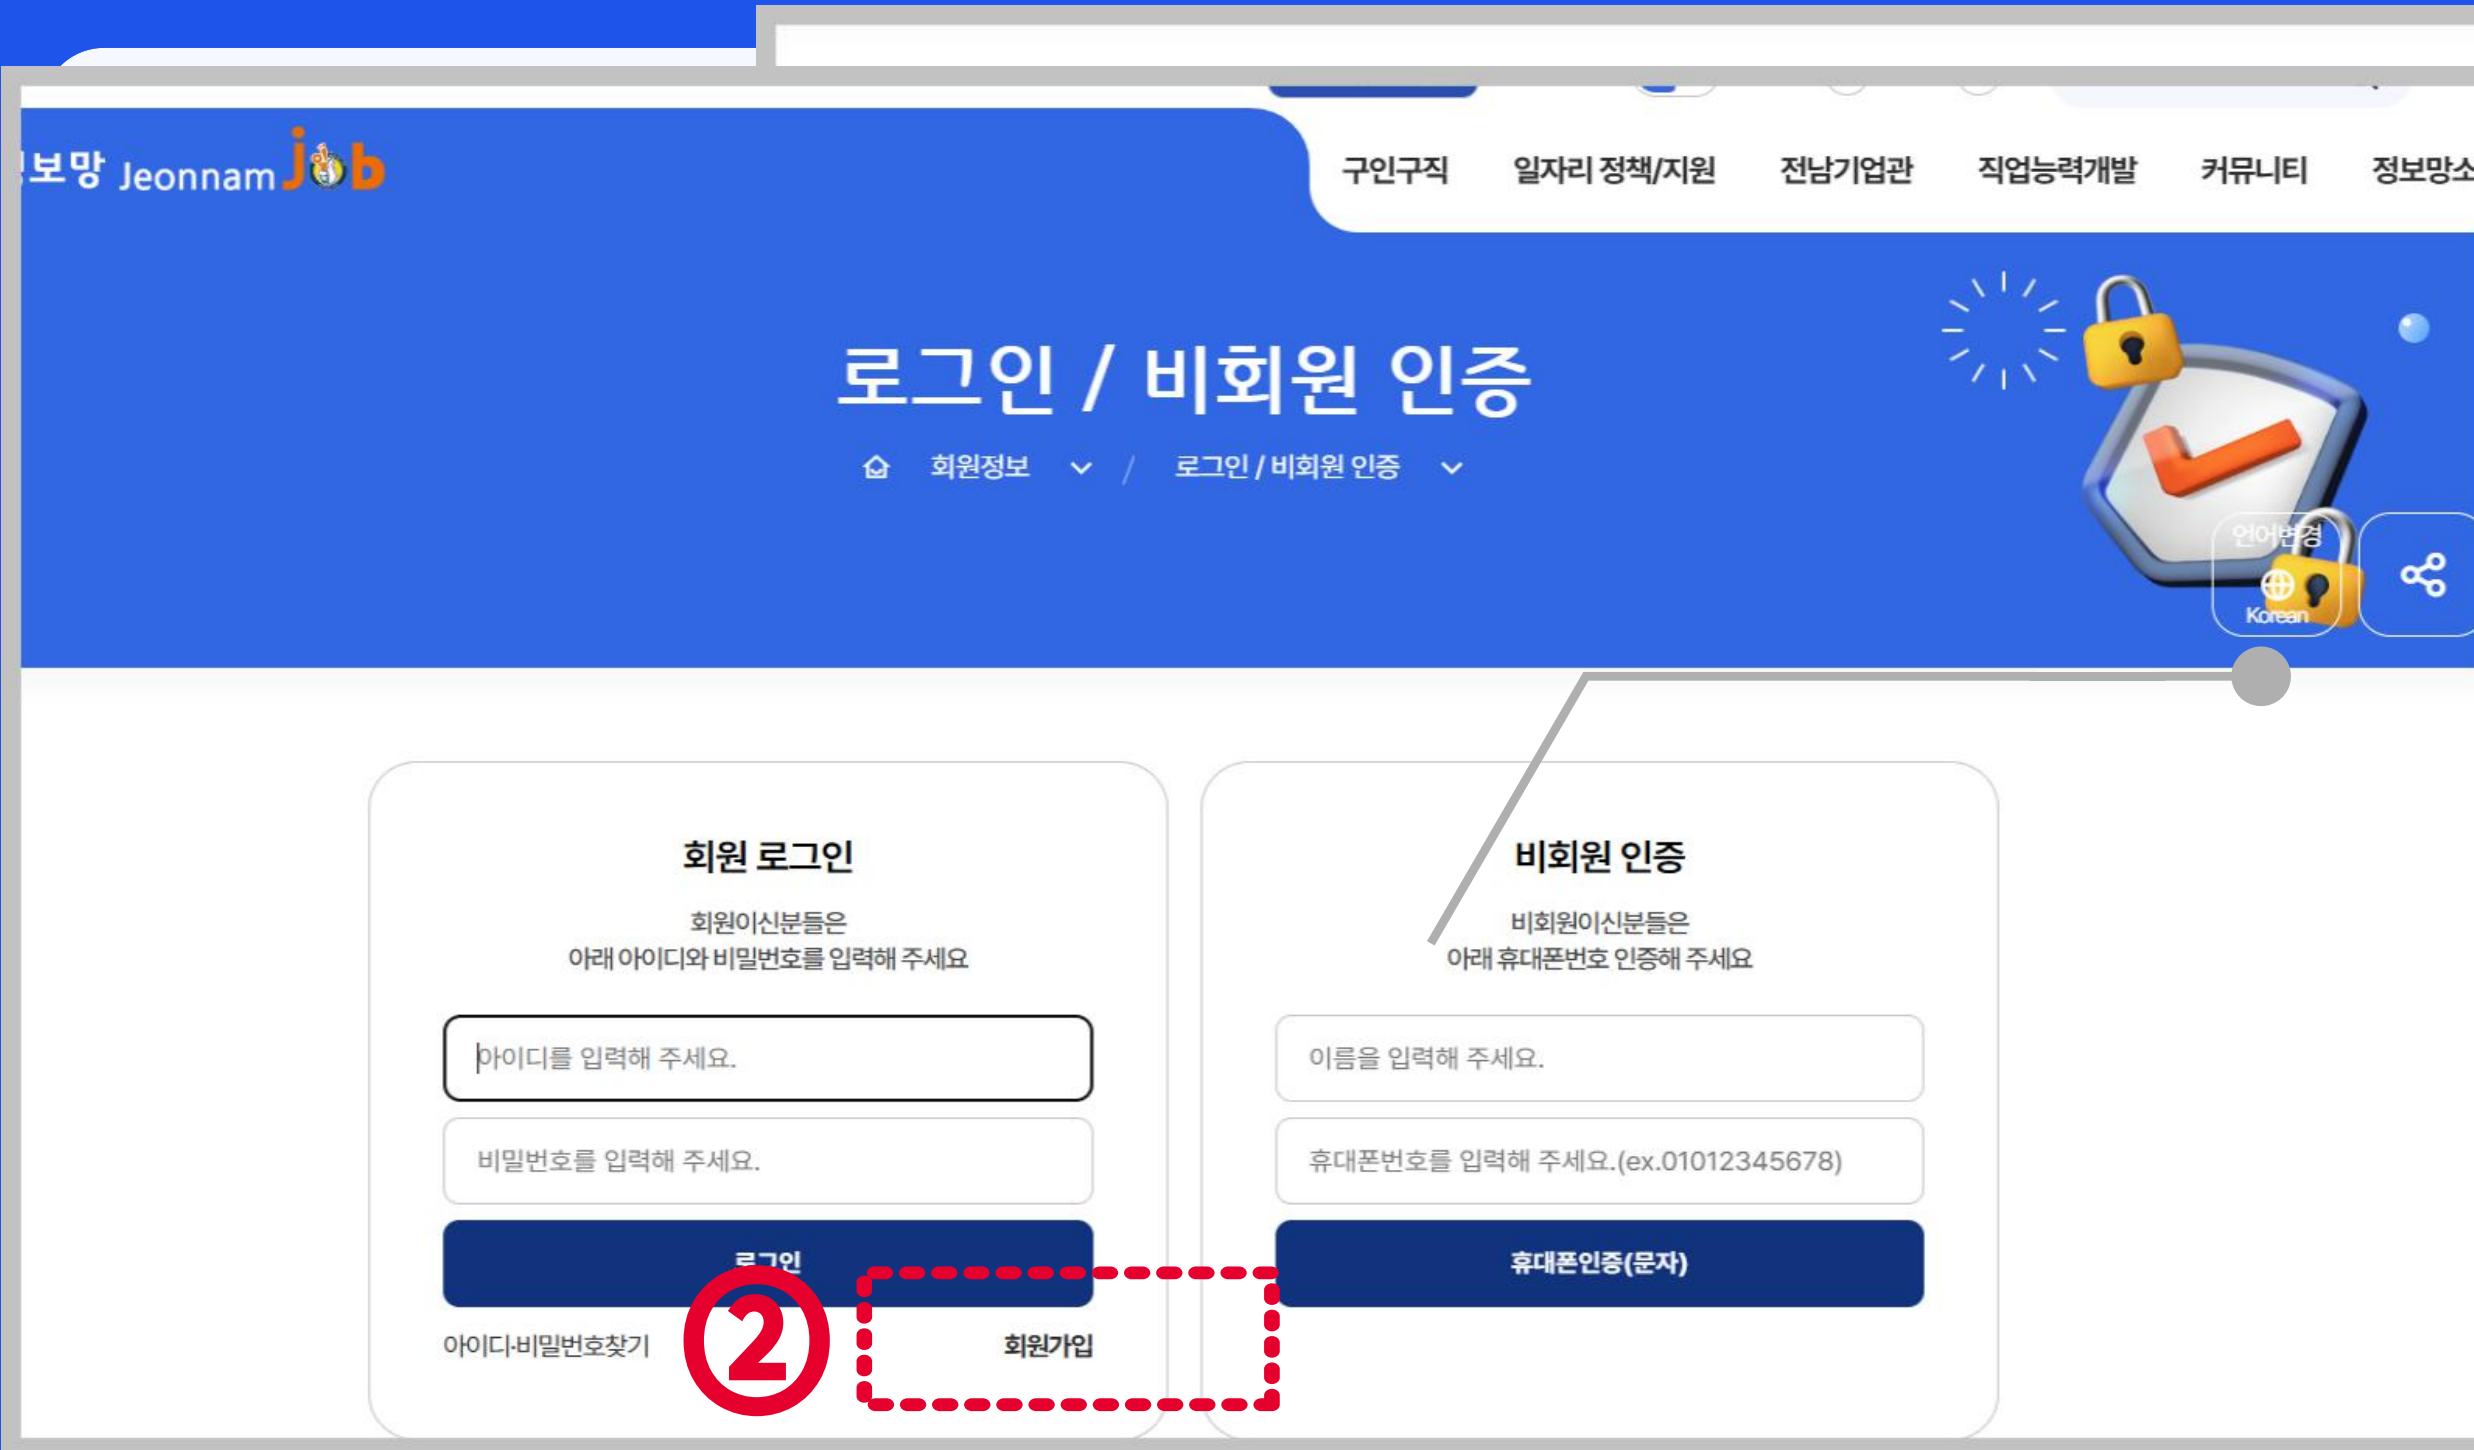 보망 Jeonnam job
구인구직 일자리 정책/지원 전남기업관 직업능력개발 커뮤니티 정보망소
로그인 / 비회원 인증
회원정보 / 로그인 / 비회원 인증
언어변경
Korean
회원 로그인
회원이신분들은
아래 아이디와 비밀번호를 입력해 주세요
아이디를 입력해 주세요.
비밀번호를 입력해 주세요.
로그인
아이디·비밀번호찾기
②
회원가입
비회원 인증
비회원이신분들은
아래 휴대폰번호 인증해 주세요
이름을 입력해 주세요.
휴대폰번호를 입력해 주세요.(ex.01012345678)
휴대폰인증(문자)